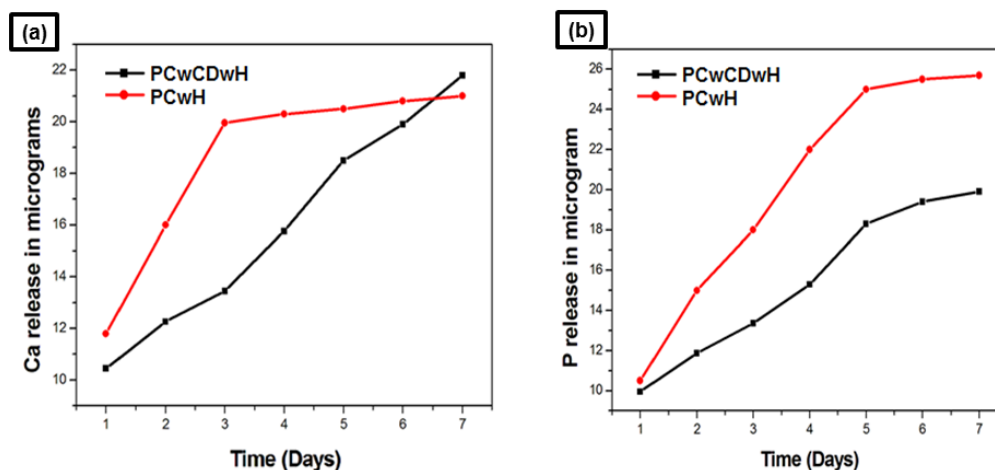 (a)
PCwCDwH
PCwH
Ca release in micrograms
22
20
18
16
14
12
10
1 2 3 4 5 6 7
Time (Days)
(b)
PCwCDwH
PCwH
P release in microgram
26
24
22
20
18
16
14
12
10
1 2 3 4 5 6 7
Time (Days)